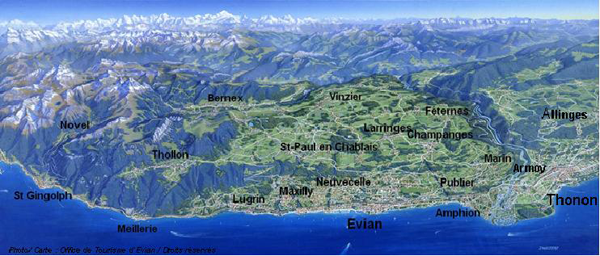 Bernex
Vinzier
Féternes
Allinges
Novel
Larringes
Champanges
Thollon
St-Paul en Chablais
Marin
Armoy
St Gingolph
Lugrin
Maxilly
Neuvecelle
Publier
Thonon
Meillerie
Evian
Amphion
Photo/ Carte : Office de Tourisme d'Evian / Droits réservés